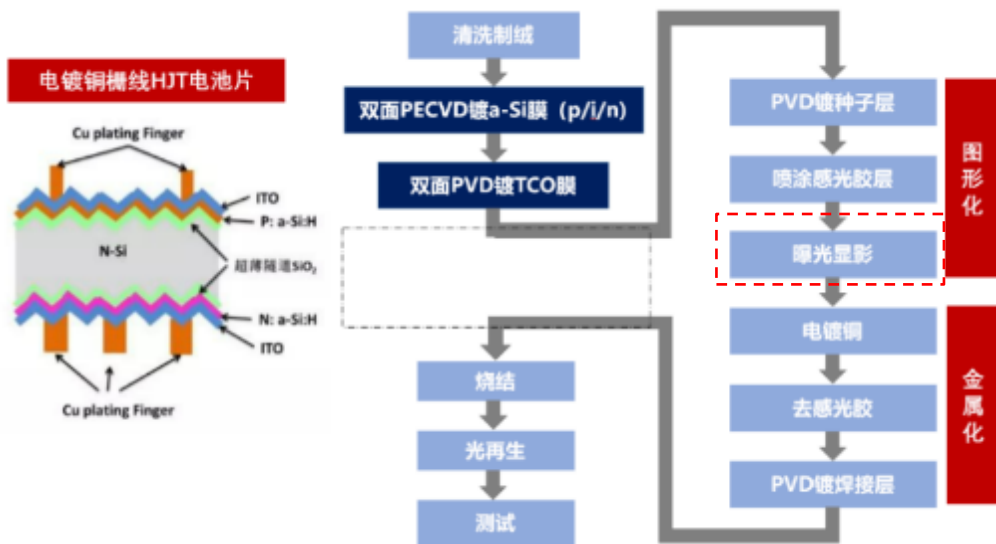 电镀铜栅线HJT电池片
Cu plating Finger
ITO
P: a-Si:H
N-Si
超薄隧道SiO₂
N: a-Si:H
ITO
Cu plating Finger
清洗制绒
双面PECVD镀a-Si膜（p/i/n）
双面PVD镀TCO膜
PVD镀种子层
喷涂感光胶层
曝光显影
图形化
电镀铜
去感光胶
PVD镀焊接层
金属化
烧结
光再生
测试